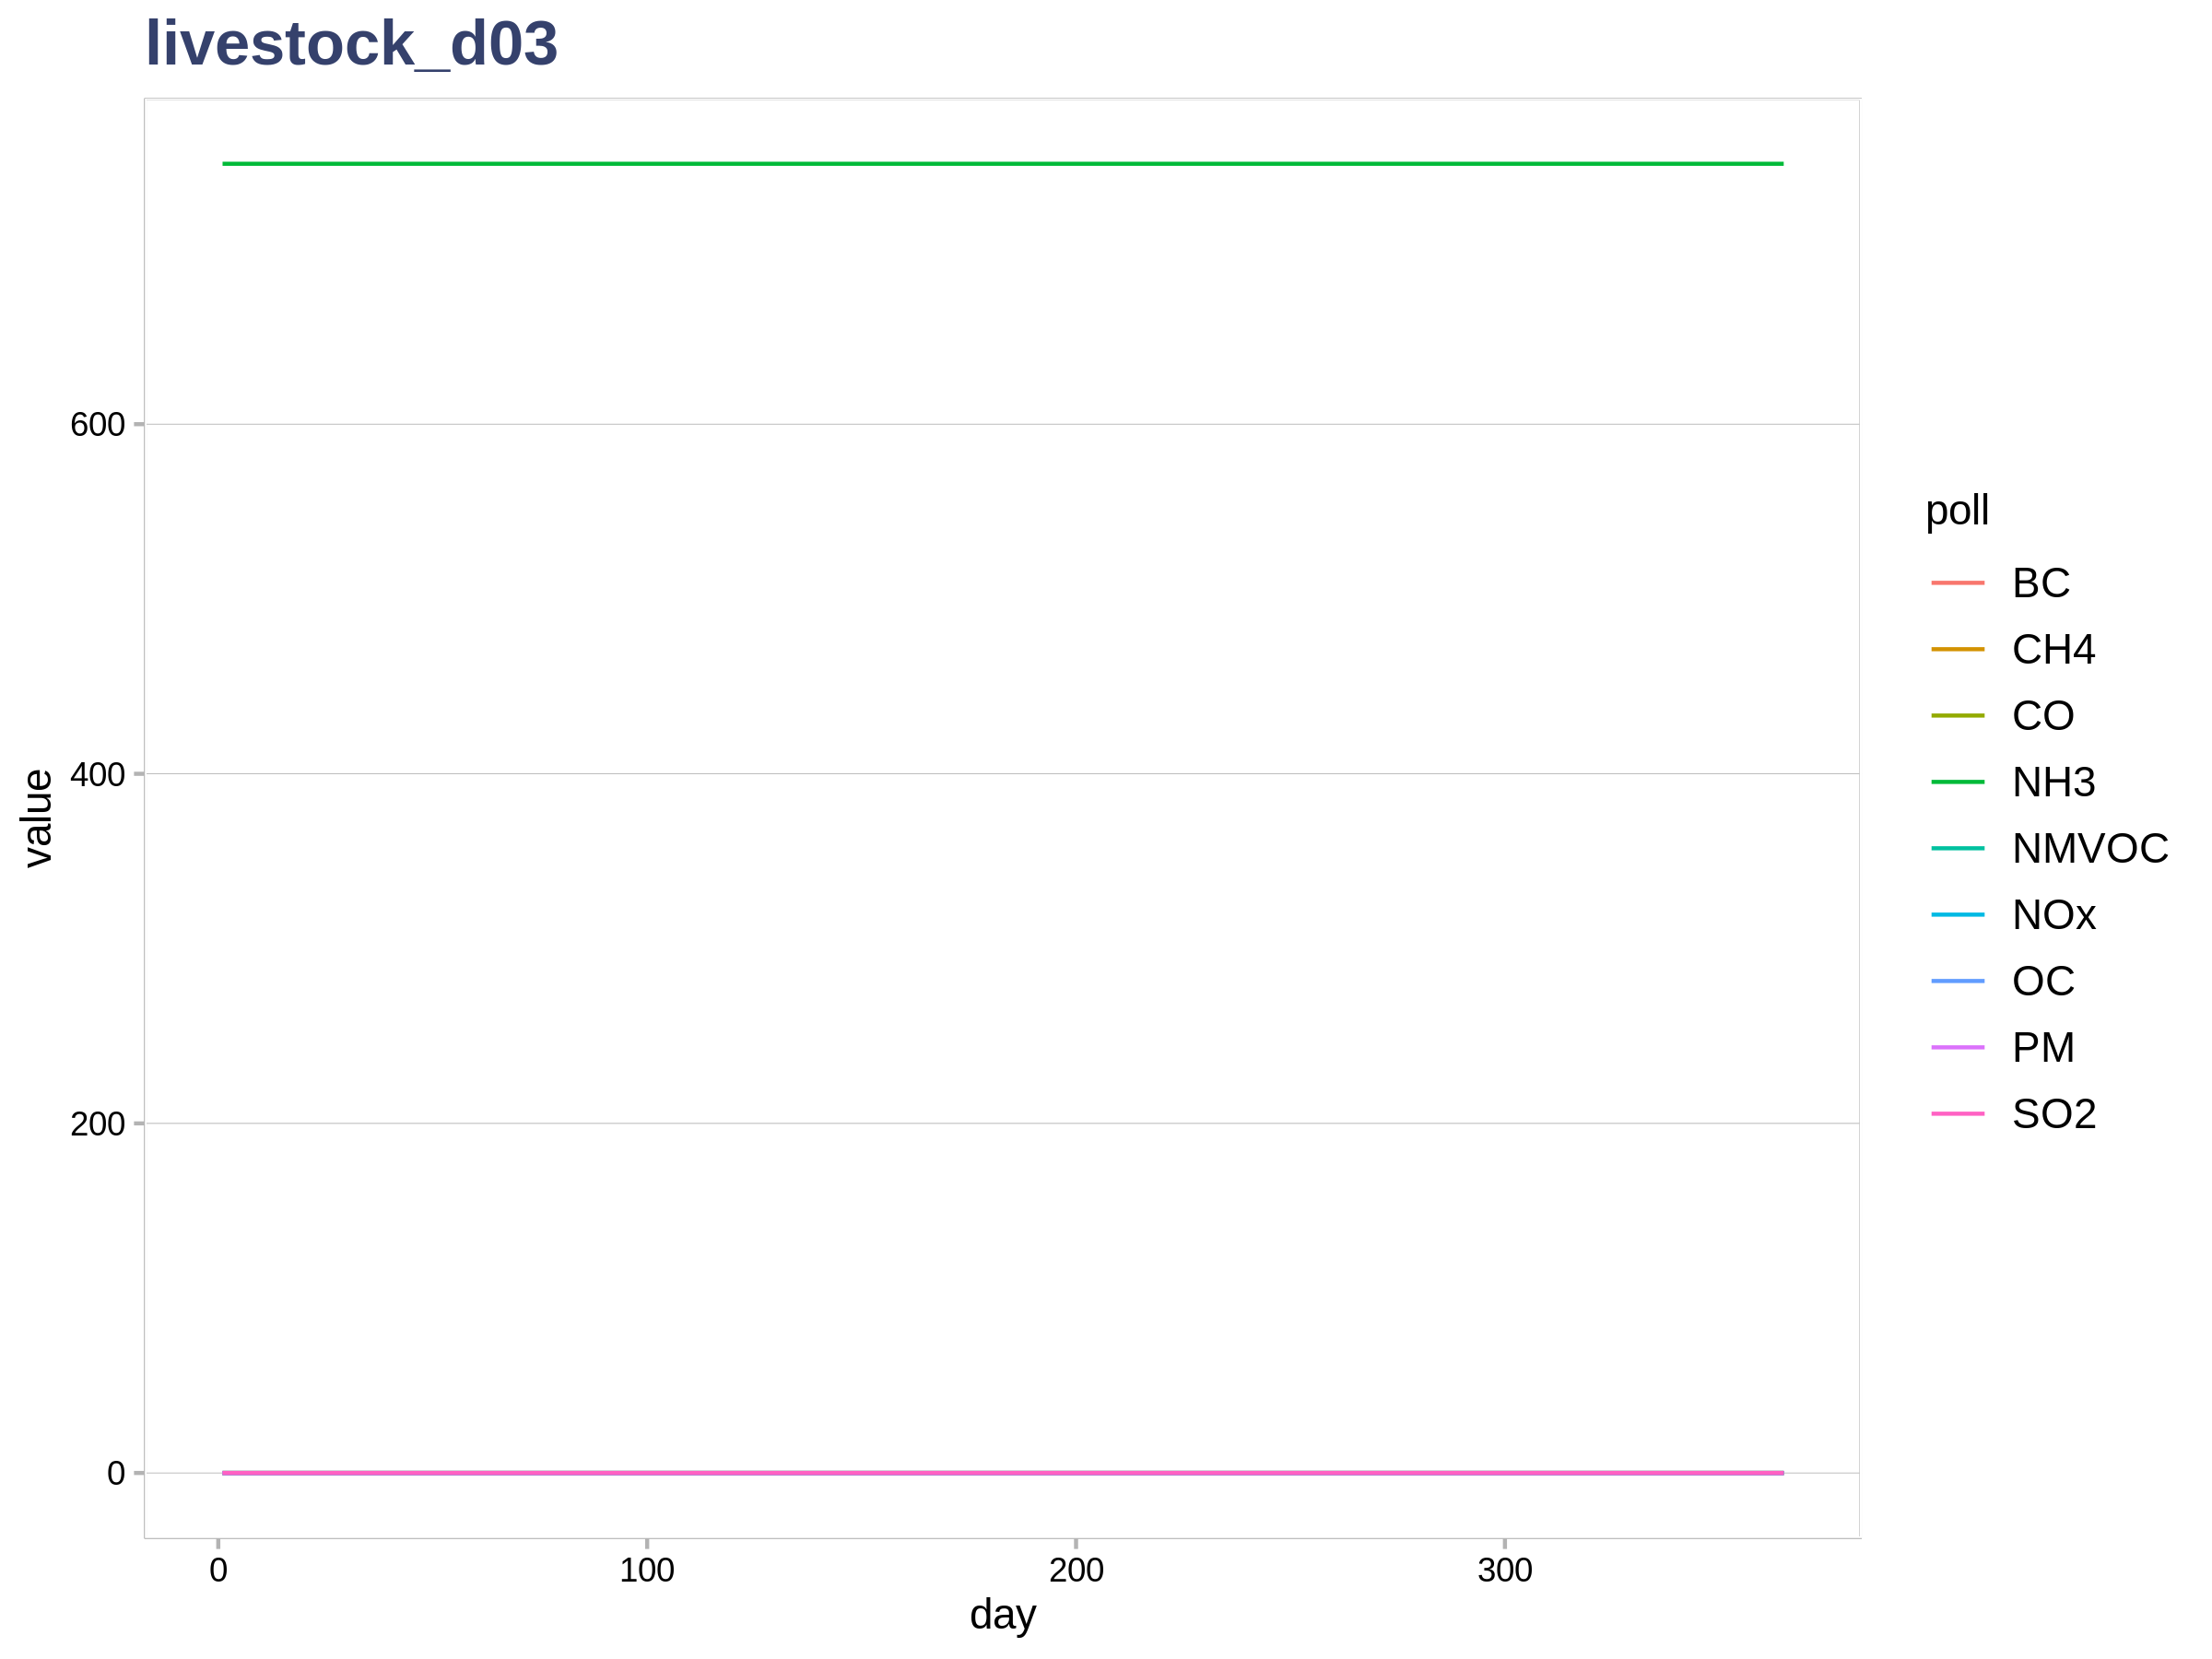 livestock_d03
600
400
200
0
value
0 100 200 300
day
poll
BC
CH4
CO
NH3
NMVOC
NOx
OC
PM
SO2